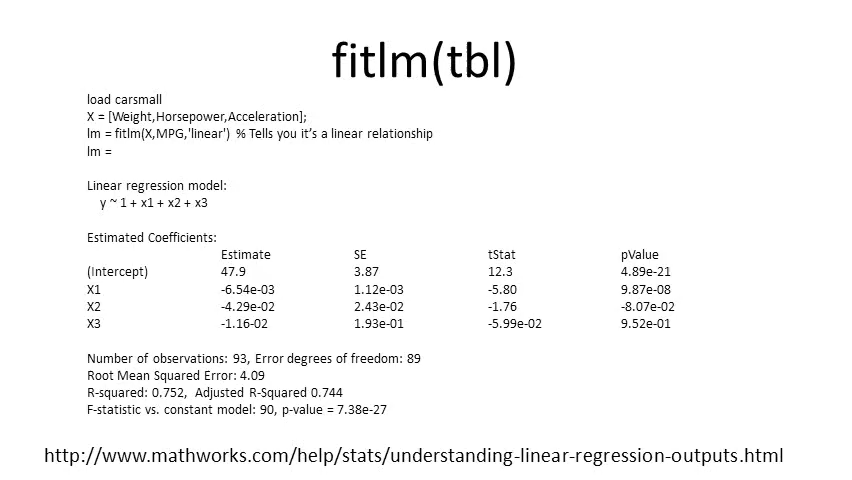 fitlm(tbl)
load carsmall
X = [Weight,Horsepower,Acceleration];
lm = fitlm(X,MPG,'linear') % Tells you it’s a linear relationship
lm =
Linear regression model:
y ~ 1 + x1 + x2 + x3
Estimated Coefficients:
Estimate SE tStat pValue
(Intercept) 47.9 3.87 12.3 4.89e-21
X1 -6.54e-03 1.12e-03 -5.80 9.87e-08
X2 -4.29e-02 2.43e-02 -1.76 -8.07e-02
X3 -1.16-02 1.93e-01 -5.99e-02 9.52e-01
Number of observations: 93, Error degrees of freedom: 89
Root Mean Squared Error: 4.09
R-squared: 0.752, Adjusted R-Squared 0.744
F-statistic vs. constant model: 90, p-value = 7.38e-27
http://www.mathworks.com/help/stats/understanding-linear-regression-outputs.html